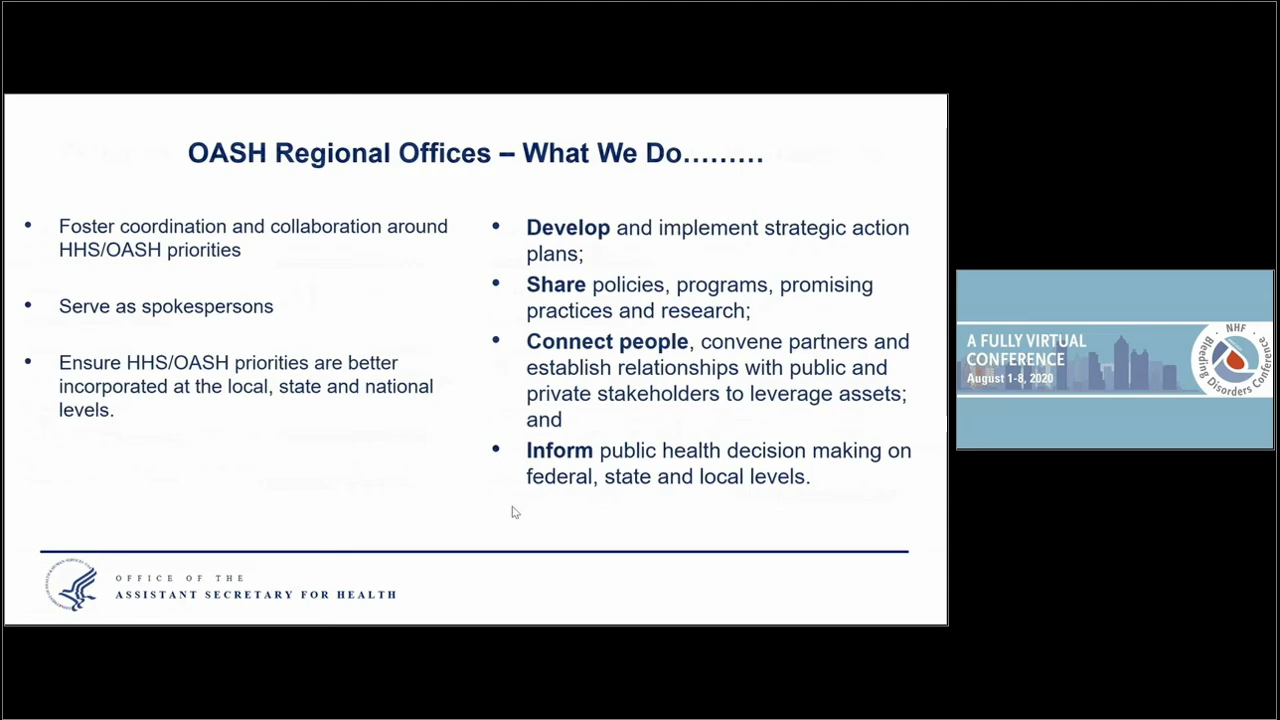 OASH Regional Offices – What We Do………
• Foster coordination and collaboration around
HHS/OASH priorities
• Serve as spokespersons
• Ensure HHS/OASH priorities are better
incorporated at the local, state and national
levels.
• Develop and implement strategic action
plans;
• Share policies, programs, promising
practices and research;
• Connect people, convene partners and
establish relationships with public and
private stakeholders to leverage assets;
and
• Inform public health decision making on
federal, state and local levels.
OFFICE OF THE
ASSISTANT SECRETARY FOR HEALTH
A FULLY VIRTUAL
CONFERENCE
August 1-8, 2020
NHF
Bleeding Disorders Conference